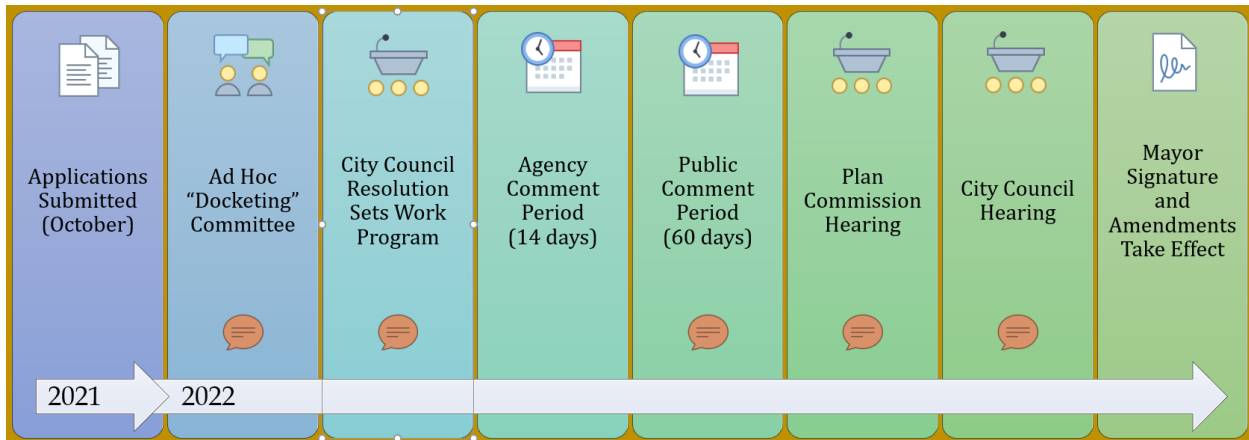 Applications
Submitted
(October)
Ad Hoc
“Docketing”
Committee
City Council
Resolution
Sets Work
Program
Agency
Comment
Period
(14 days)
Public
Comment
Period
(60 days)
Plan
Commission
Hearing
City Council
Hearing
Mayor
Signature
and
Amendments
Take Effect
2021
2022